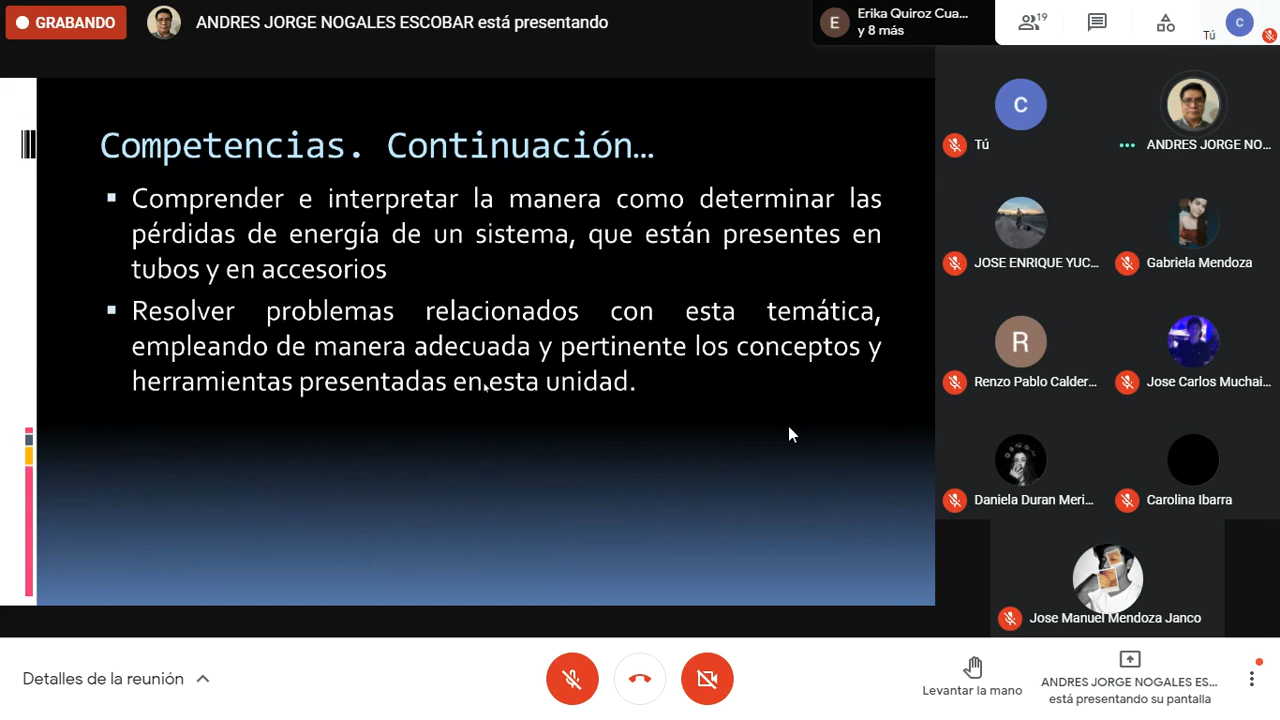 GRABANDO
ANDRES JORGE NOGALES ESCOBAR está presentando
E
Erika Quiroz Cua...
y 8 más
19
Tú
C
Competencias. Continuación…
Comprender e interpretar la manera como determinar las
pérdidas de energía de un sistema, que están presentes en
tubos y en accesorios
Resolver problemas relacionados con esta temática,
empleando de manera adecuada y pertinente los conceptos y
herramientas presentadas en esta unidad.
C
Tú
ANDRES JORGE NO...
JOSE ENRIQUE YUC...
Gabriela Mendoza
R
Renzo Pablo Calder...
Jose Carlos Muchai...
Daniela Duran Meri...
Carolina Ibarra
Jose Manuel Mendoza Janco
Detalles de la reunión
Levantar la mano
ANDRES JORGE NOGALES ES...
está presentando su pantalla